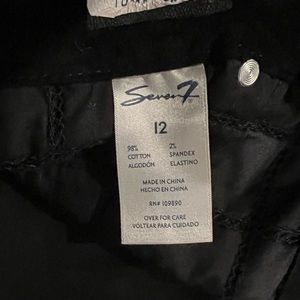 Seven7
12
98% 2%
COTTON SPANDEX
ALGODÓN ELASTINO
MADE IN CHINA
HECHO EN CHINA
RN# 109890
OVER FOR CARE
VOLTEAR PARA CUIDADO